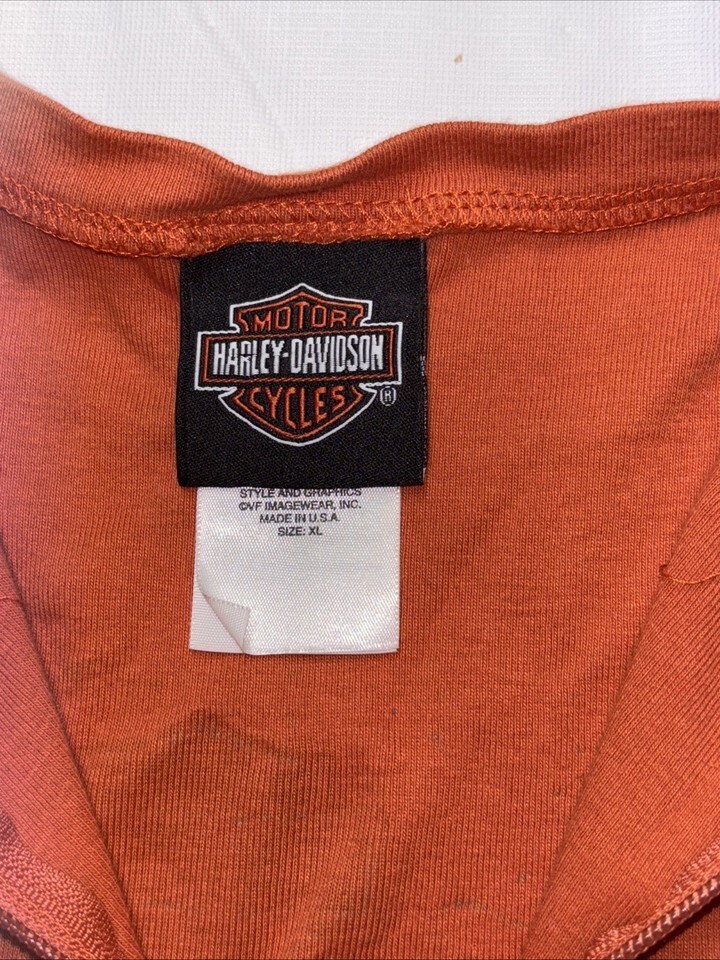 MOTOR
HARLEY-DAVIDSON
CYCLES
®
STYLE AND GRAPHICS
©VF IMAGEWEAR, INC.
MADE IN U.S.A.
SIZE: XL